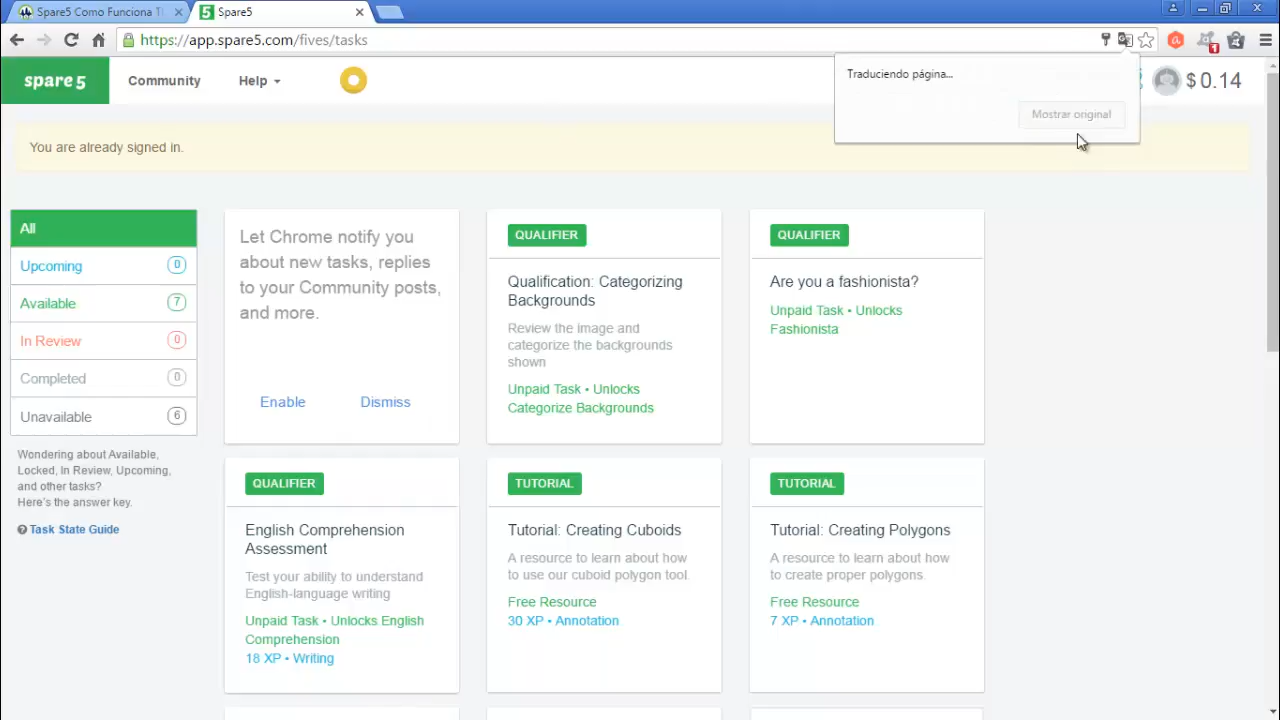 Spare5 Como Funciona T
Spare5
https://app.spare5.com/fives/tasks
1
spare5
Community
Help
Traduciendo página...
Mostrar original
$ 0.14
You are already signed in.
All
Upcoming 0
Available 7
In Review 0
Completed 0
Unavailable 6
Wondering about Available,
Locked, In Review, Upcoming,
and other tasks?
Here's the answer key.
Task State Guide
Let Chrome notify you
about new tasks, replies
to your Community posts,
and more.
Enable Dismiss
QUALIFIER
Qualification: Categorizing
Backgrounds
Review the image and
categorize the backgrounds
shown
Unpaid Task • Unlocks
Categorize Backgrounds
QUALIFIER
Are you a fashionista?
Unpaid Task • Unlocks
Fashionista
QUALIFIER
English Comprehension
Assessment
Test your ability to understand
English-language writing
Unpaid Task • Unlocks English
Comprehension
18 XP • Writing
TUTORIAL
Tutorial: Creating Cuboids
A resource to learn about how
to use our cuboid polygon tool.
Free Resource
30 XP • Annotation
TUTORIAL
Tutorial: Creating Polygons
A resource to learn about how
to create proper polygons.
Free Resource
7 XP • Annotation